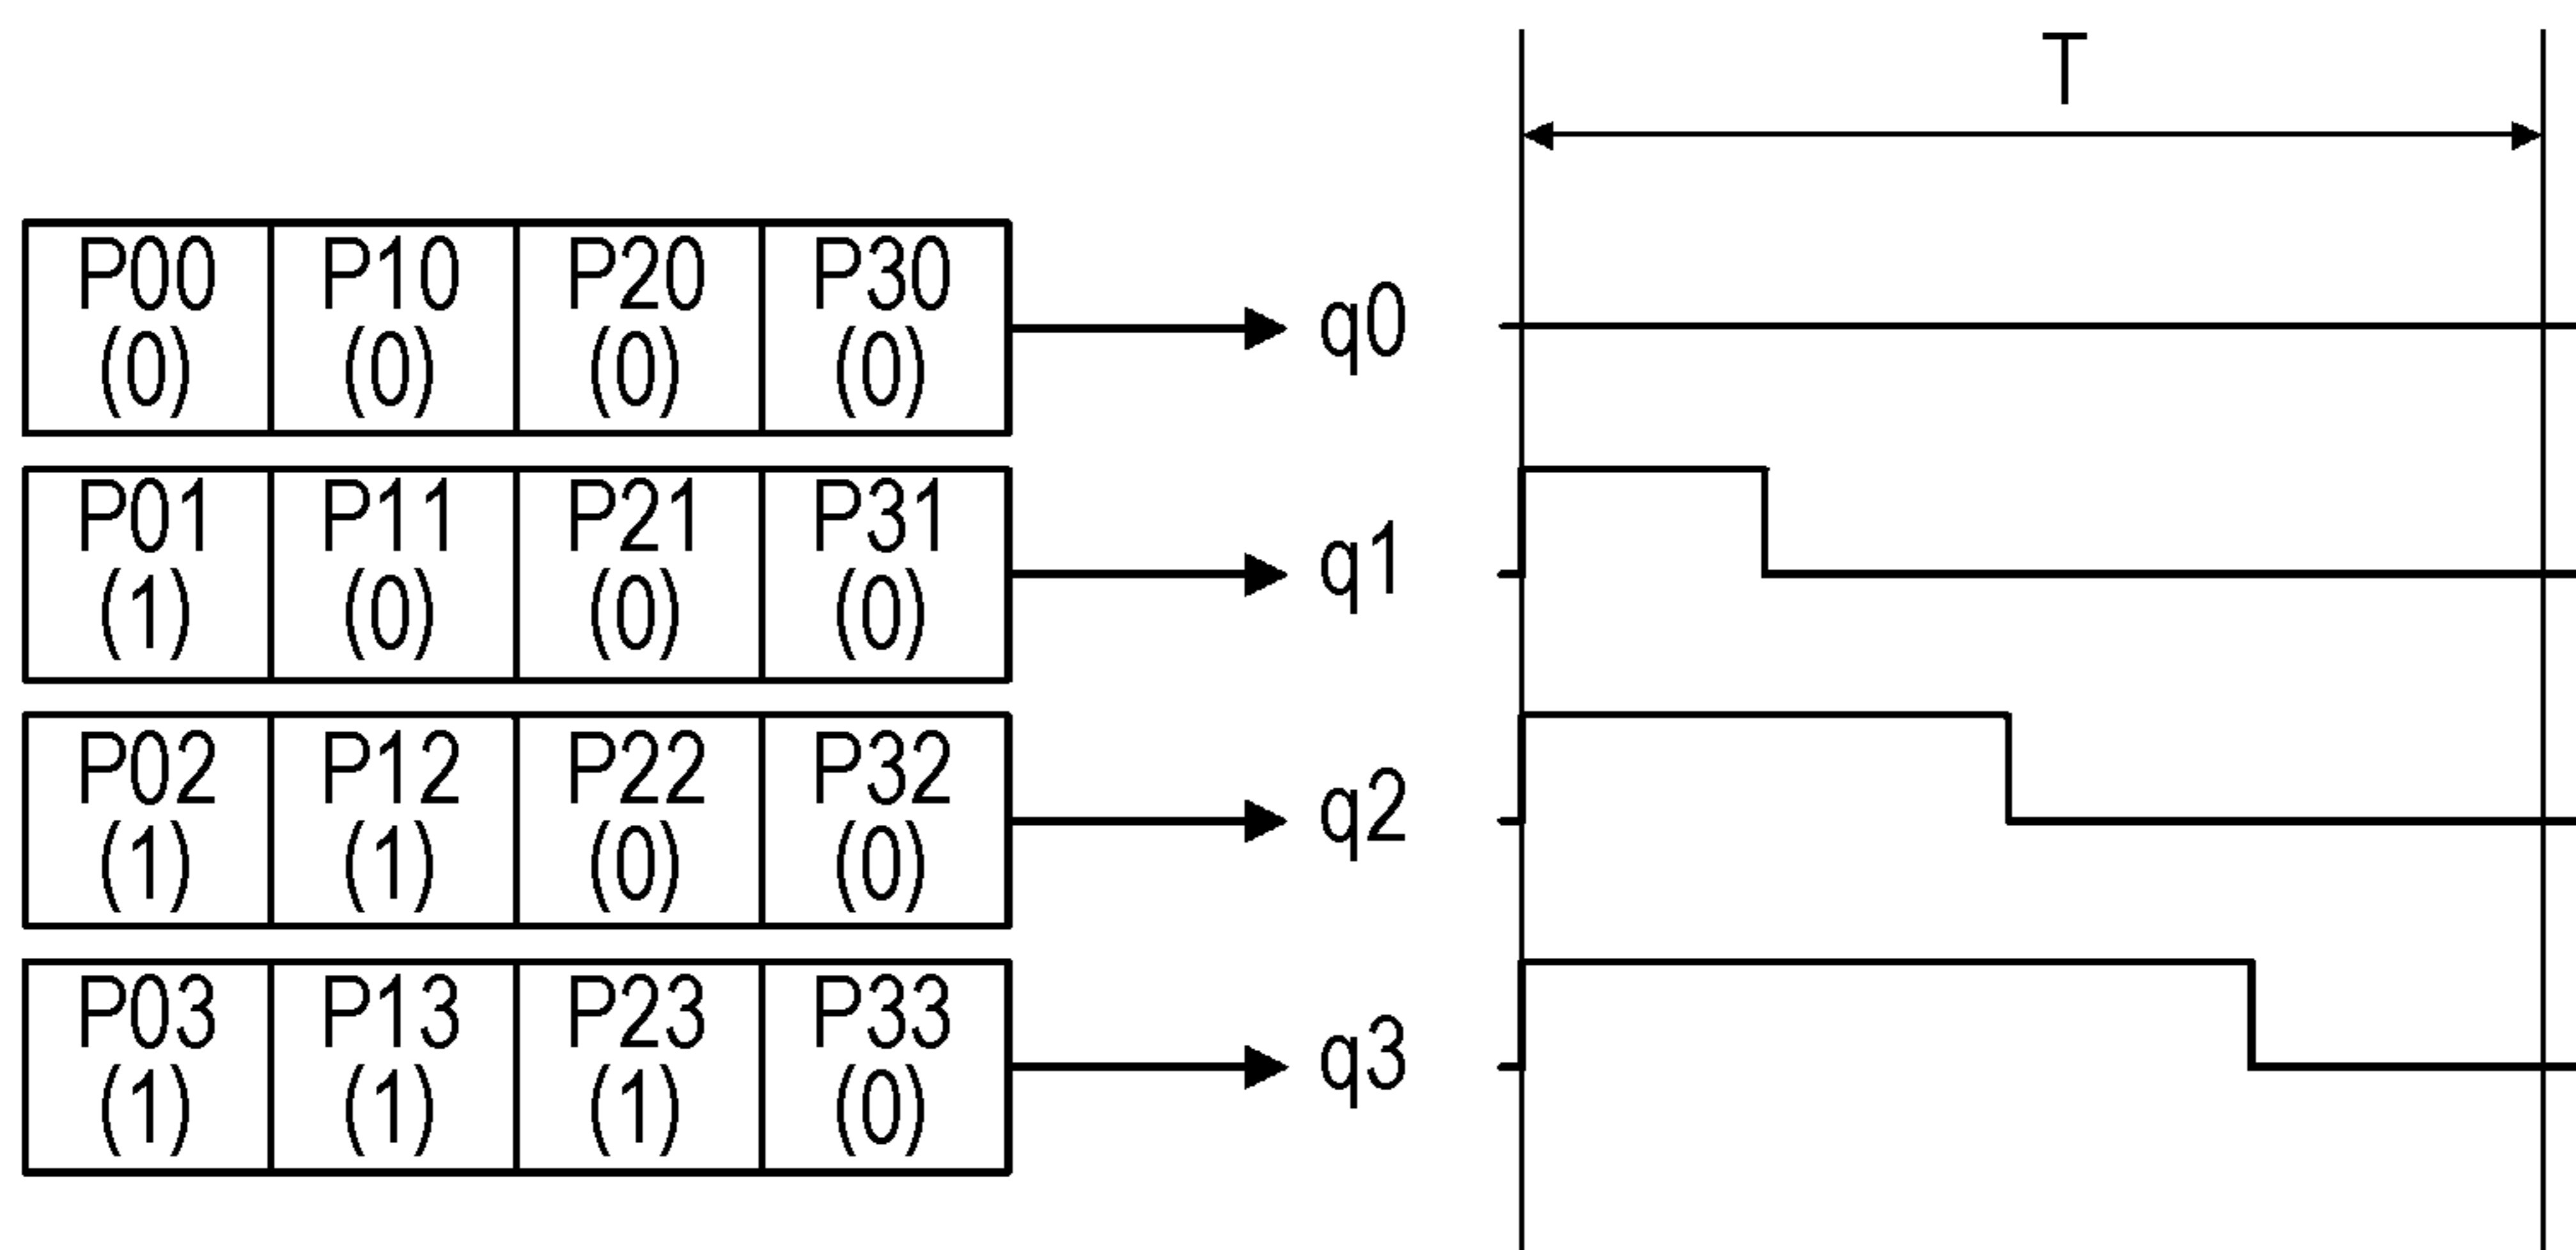 T
P00 P10 P20 P30
(0) (0) (0) (0)
q0
P01 P11 P21 P31
(1) (0) (0) (0)
q1
P02 P12 P22 P32
(1) (1) (0) (0)
q2
P03 P13 P23 P33
(1) (1) (1) (0)
q3